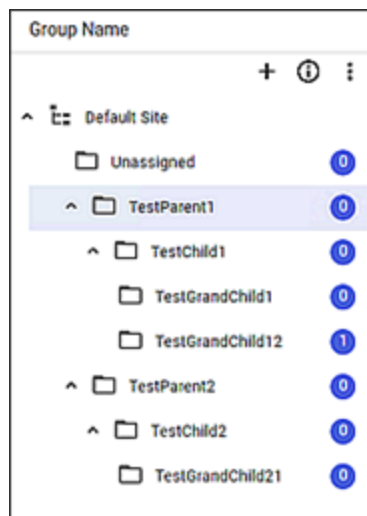 Group Name
Default Site
Unassigned 0
TestParent1 0
TestChild1 0
TestGrandChild1 0
TestGrandChild12 1
TestParent2 0
TestChild2 0
TestGrandChild21 0